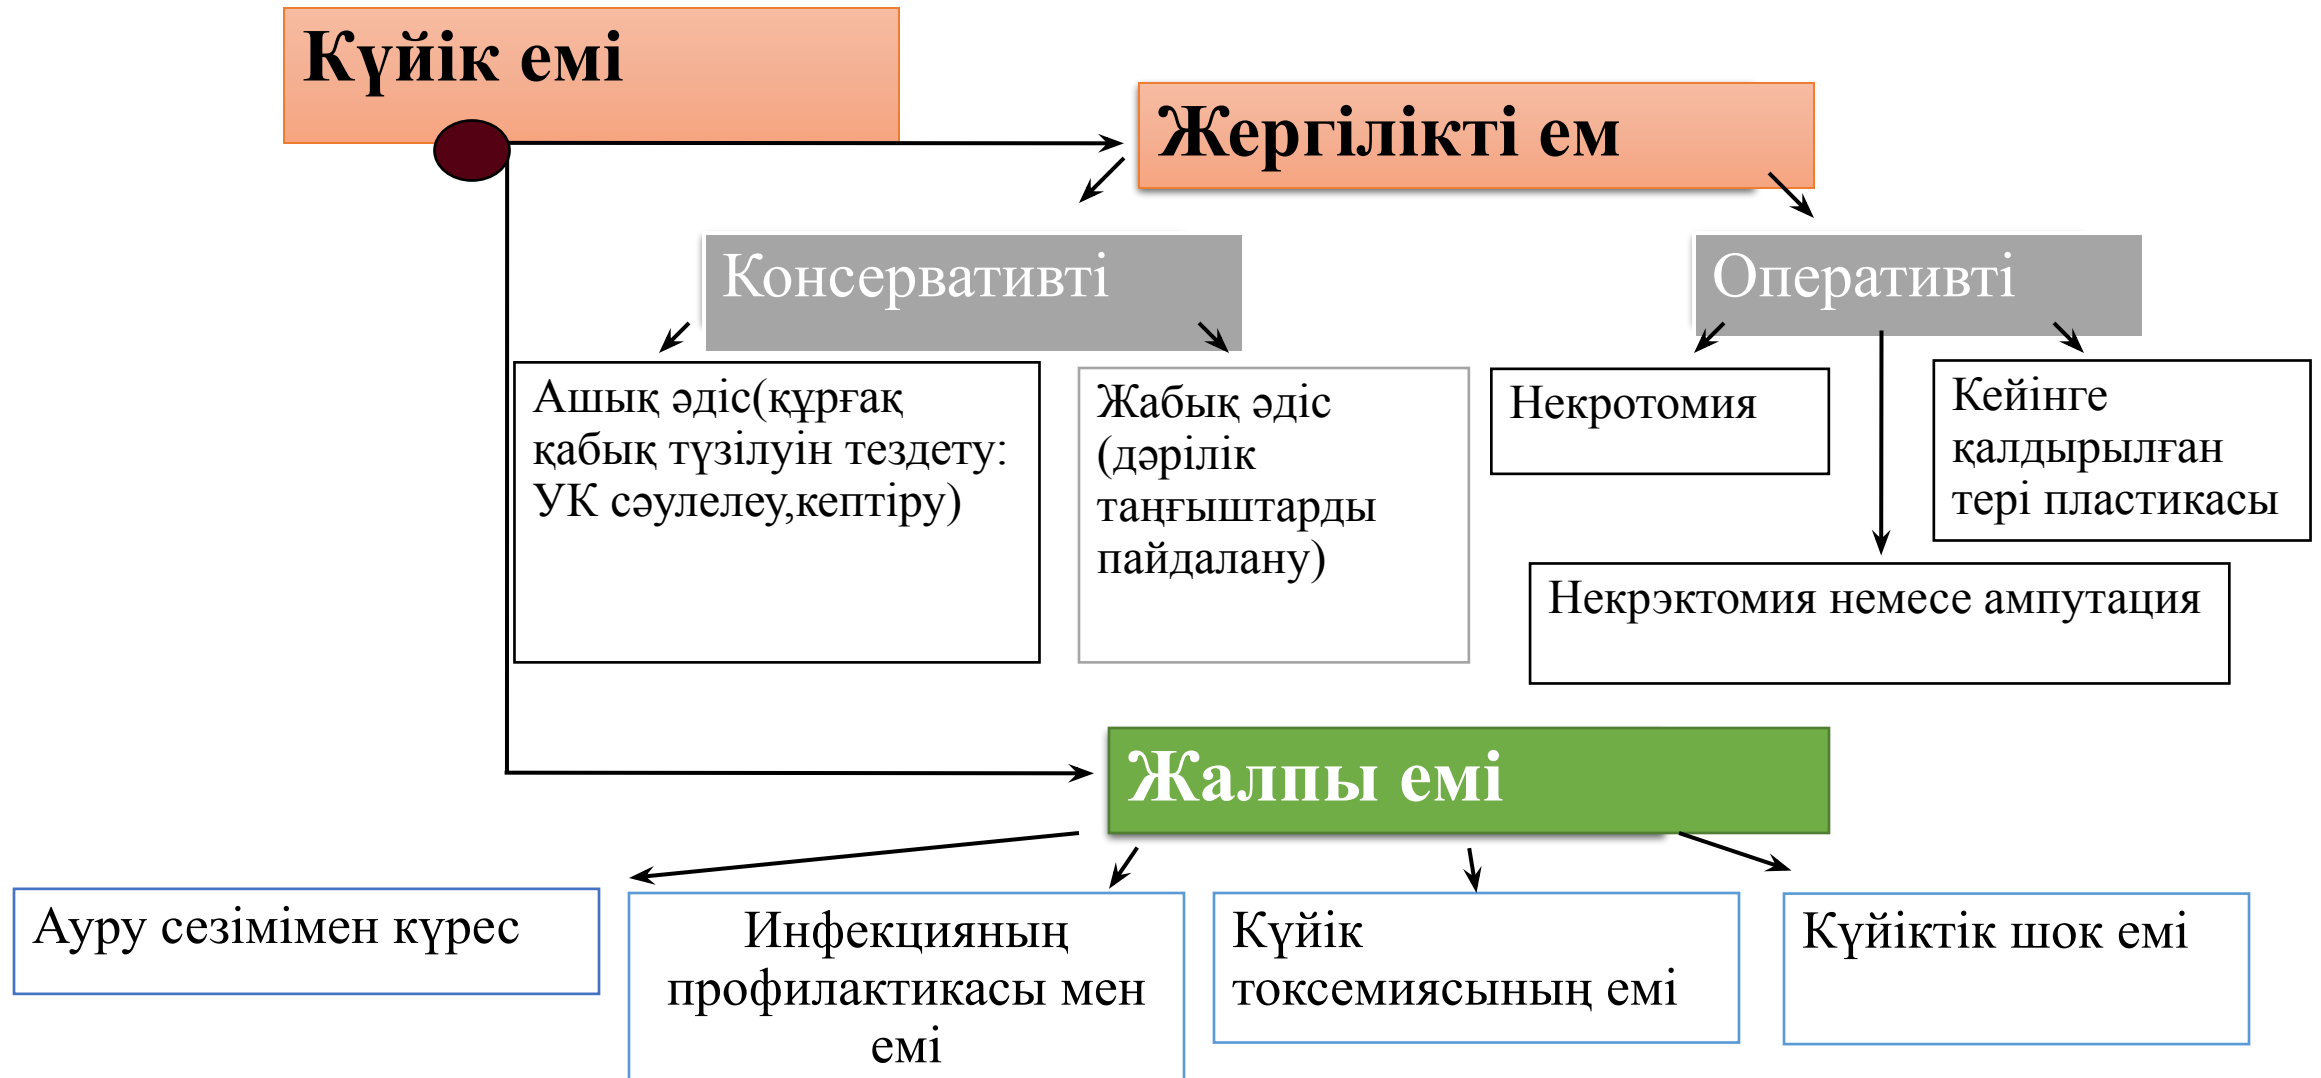 Күйік емі
Жергілікті ем
Консервативті
Оперативті
Ашық әдіс(құрғақ
қабық түзілуін тездету:
УК сәулелеу,кептіру)
Жабық әдіс
(дәрілік
таңғыштарды
пайдалану)
Некротомия
Кейінге
қалдырылған
тері пластикасы
Некрэктомия немесе ампутация
Жалпы емі
Ауру сезімімен күрес
Инфекцияның
профилактикасы мен
емі
Күйік
токсемиясының емі
Күйіктік шок емі